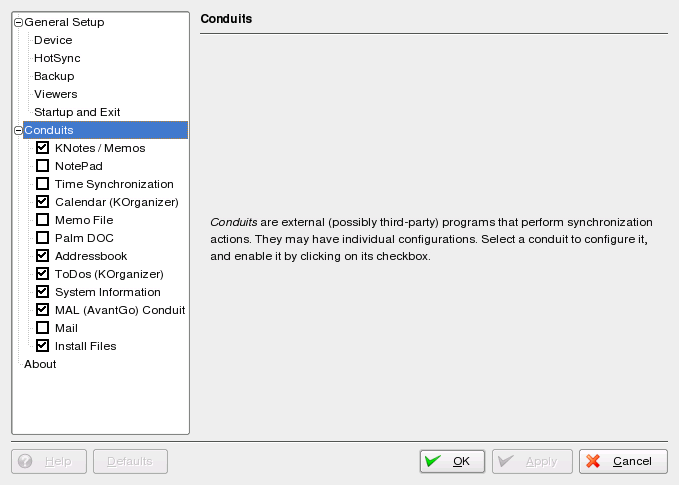 General Setup
Device
HotSync
Backup
Viewers
Startup and Exit
Conduits
KNotes / Memos
NotePad
Time Synchronization
Calendar (KOrganizer)
Memo File
Palm DOC
Addressbook
ToDos (KOrganizer)
System Information
MAL (AvantGo) Conduit
Mail
Install Files
About
Conduits
Conduits are external (possibly third-party) programs that perform synchronization
actions. They may have individual configurations. Select a conduit to configure it,
and enable it by clicking on its checkbox.
Help Defaults OK Apply Cancel